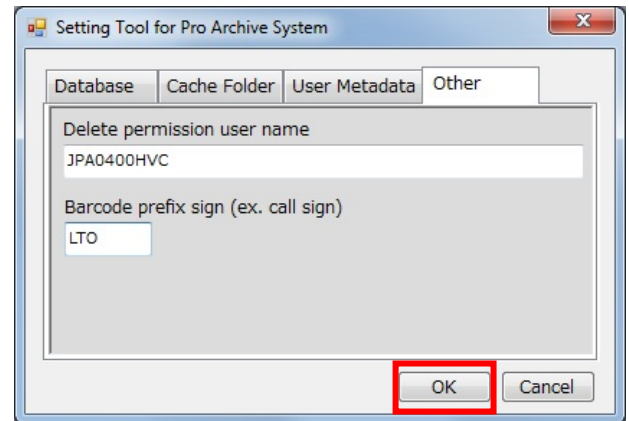 Setting Tool for Pro Archive System
Database Cache Folder User Metadata Other
Delete permission user name
JPA0400HVC
Barcode prefix sign (ex. call sign)
LTO
OK Cancel